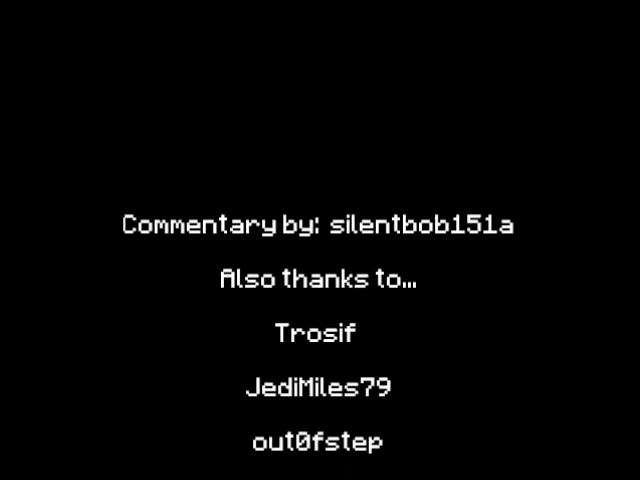 Commentary by: silentbob151a
Also thanks to...
Trosif
JediMiles79
out0fstep